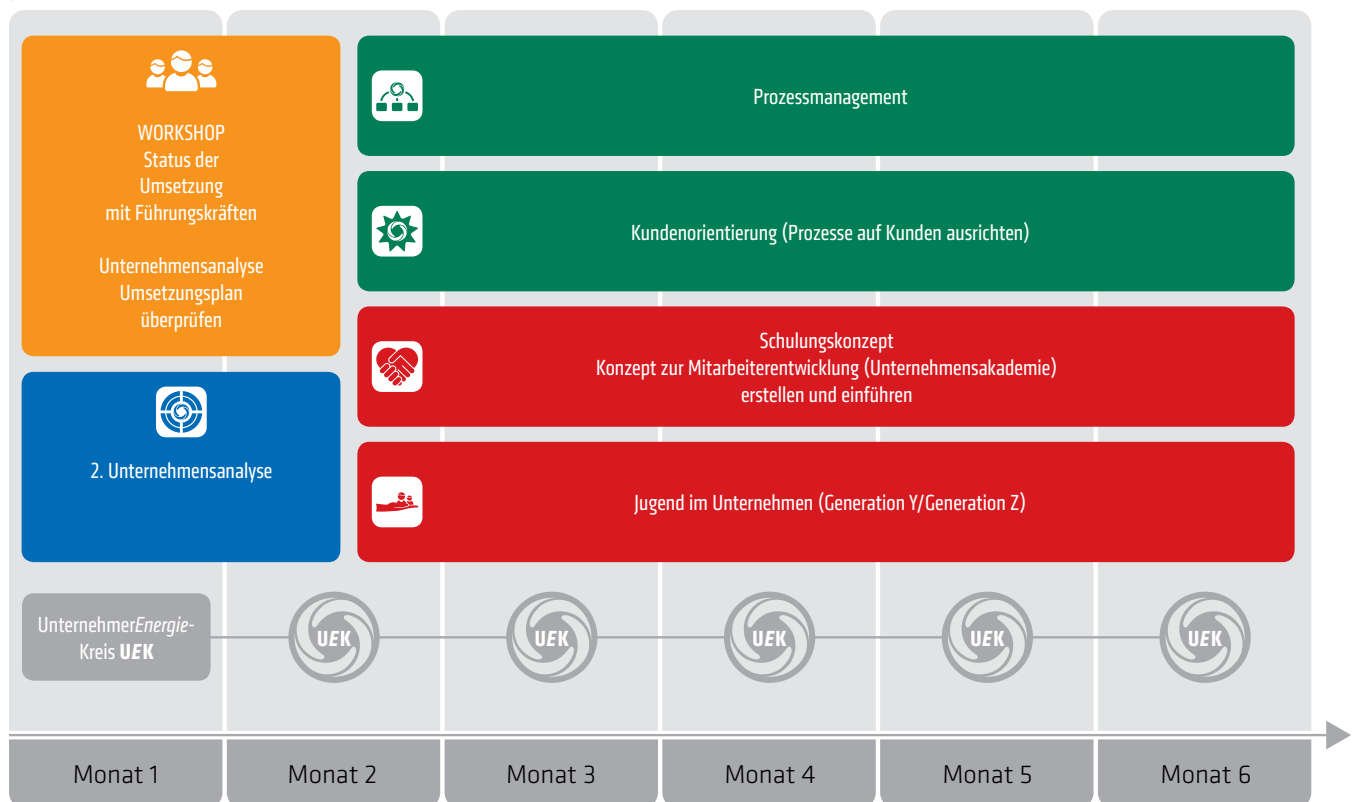 WORKSHOP
Status der
Umsetzung
mit Führungskräften
Unternehmensanalyse
Umsetzungsplan
überprüfen
2. Unternehmensanalyse
Prozessmanagement
Kundenorientierung (Prozesse auf Kunden ausrichten)
Schulungskonzept
Konzept zur Mitarbeiterentwicklung (Unternehmensakademie)
erstellen und einführen
Jugend im Unternehmen (Generation Y/Generation Z)
UnternehmerEnergie-
Kreis UEK
UEK
UEK
UEK
UEK
UEK
Monat 1
Monat 2
Monat 3
Monat 4
Monat 5
Monat 6